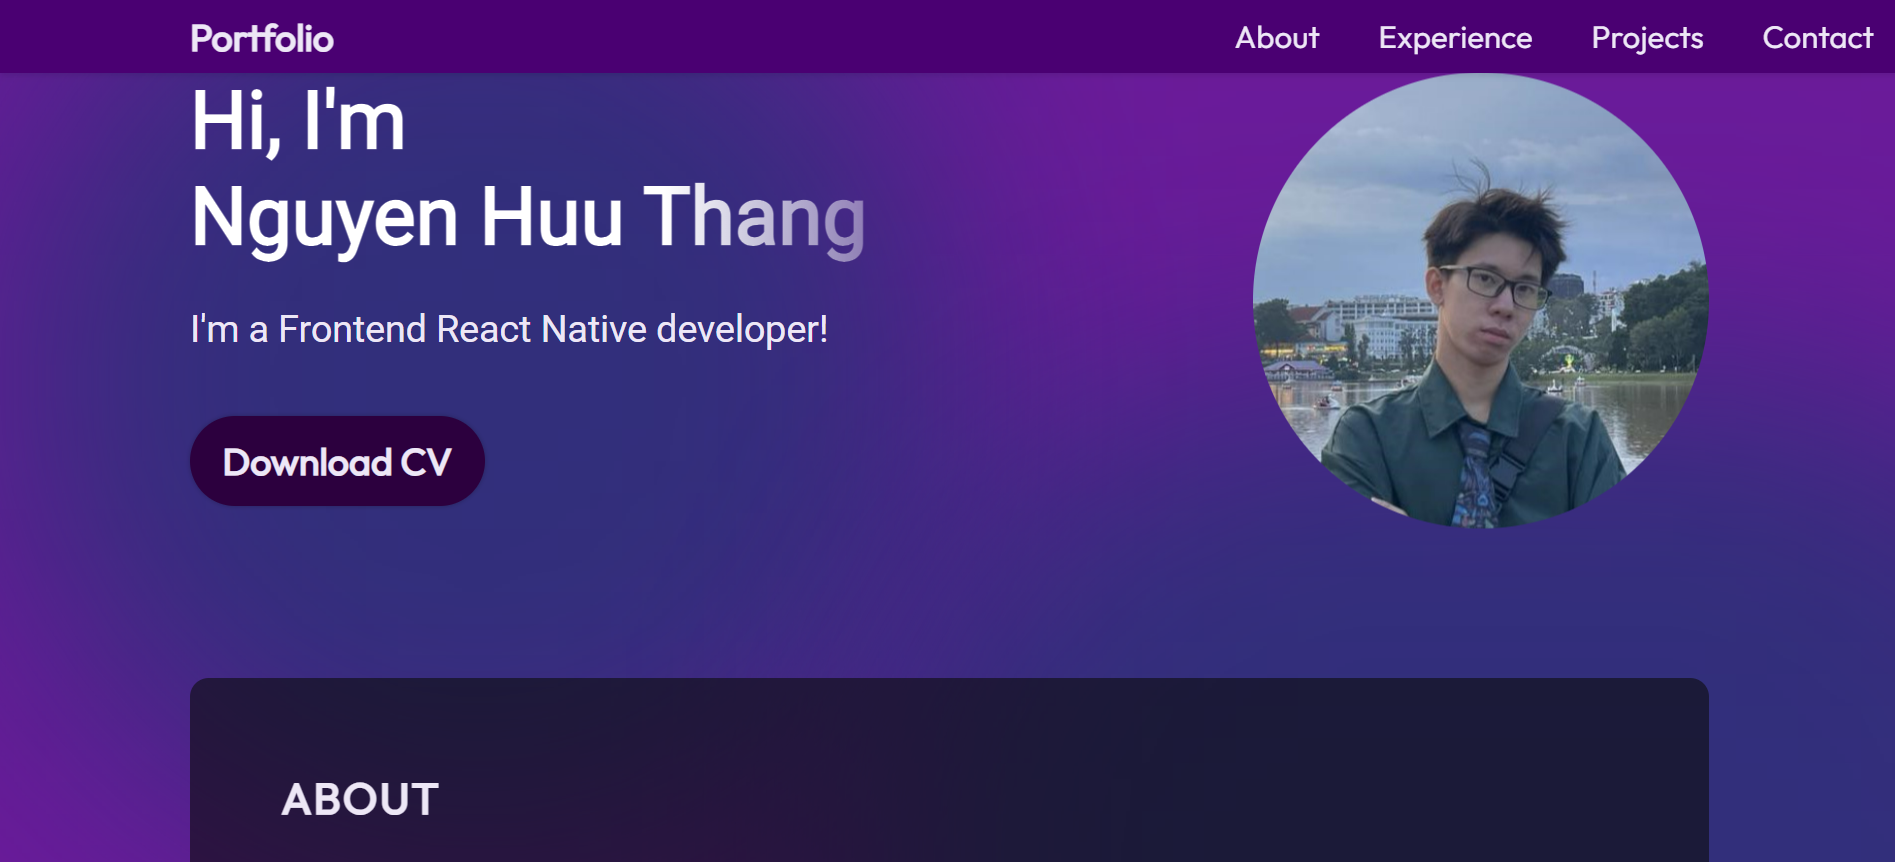 Portfolio About Experience Projects Contact
Hi, I'm
Nguyen Huu Thang
I'm a Frontend React Native developer!
Download CV
ABOUT